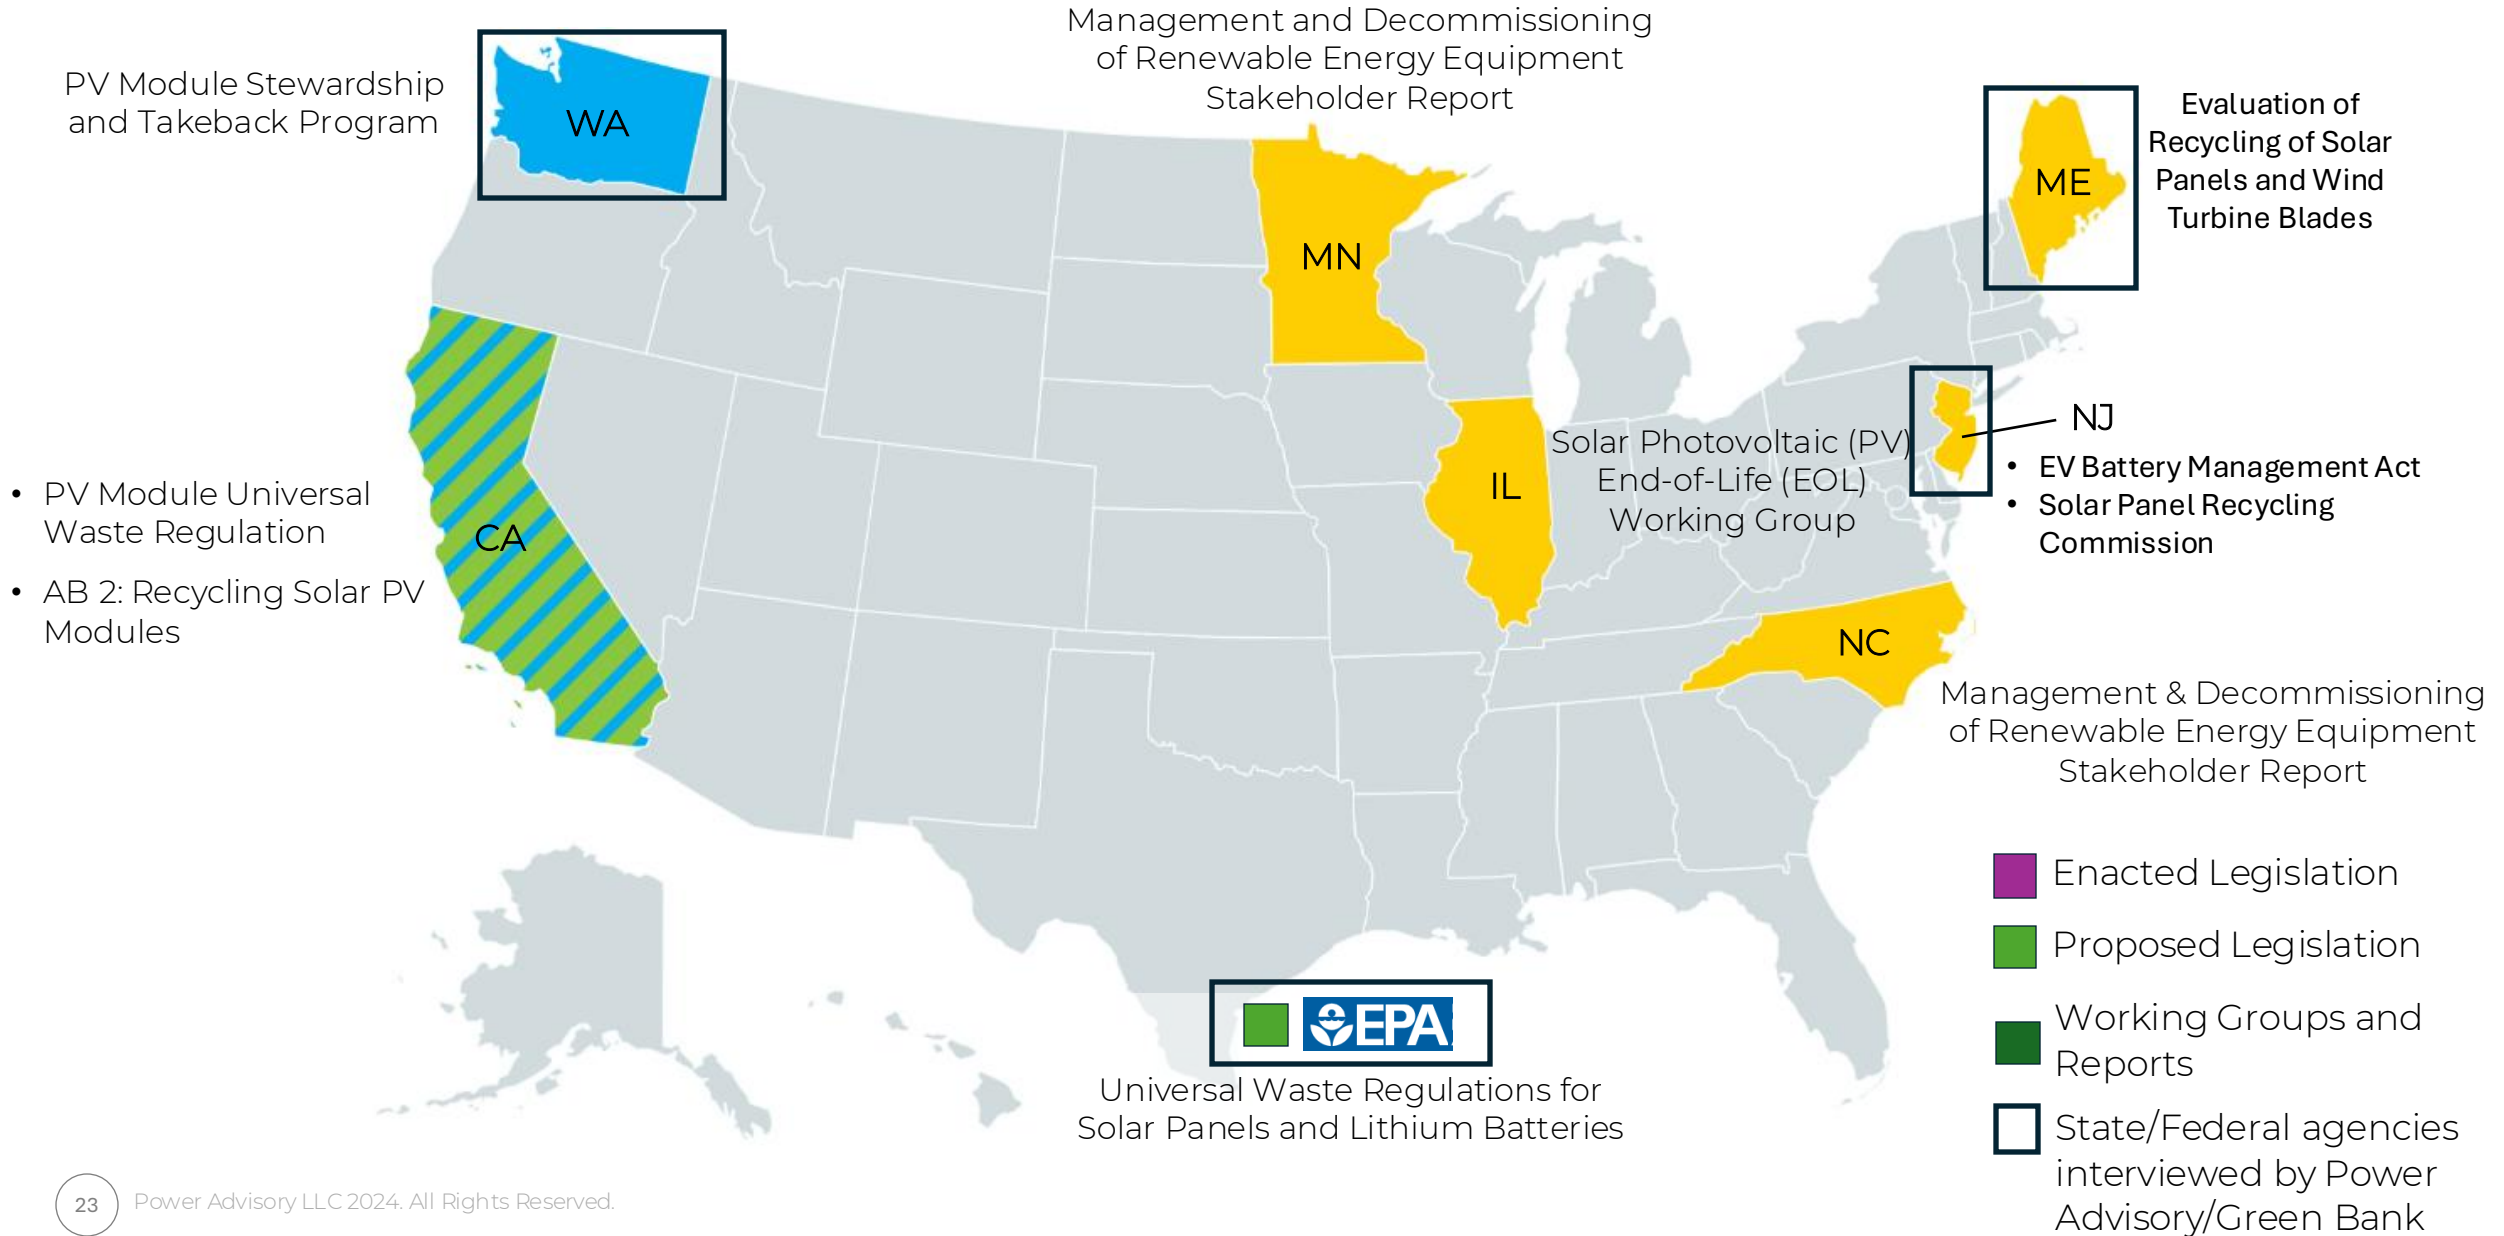 Management and Decommissioning
of Renewable Energy Equipment
Stakeholder Report
PV Module Stewardship
and Takeback Program
WA
MN
ME
Evaluation of
Recycling of Solar
Panels and Wind
Turbine Blades
• PV Module Universal
Waste Regulation
• AB 2: Recycling Solar PV
Modules
CA
IL
Solar Photovoltaic (PV)
End-of-Life (EOL)
Working Group
NJ
• EV Battery Management Act
• Solar Panel Recycling
Commission
NC
Management & Decommissioning
of Renewable Energy Equipment
Stakeholder Report
EPA
Universal Waste Regulations for
Solar Panels and Lithium Batteries
Enacted Legislation
Proposed Legislation
Working Groups and
Reports
State/Federal agencies
interviewed by Power
Advisory/Green Bank
23
Power Advisory LLC 2024. All Rights Reserved.